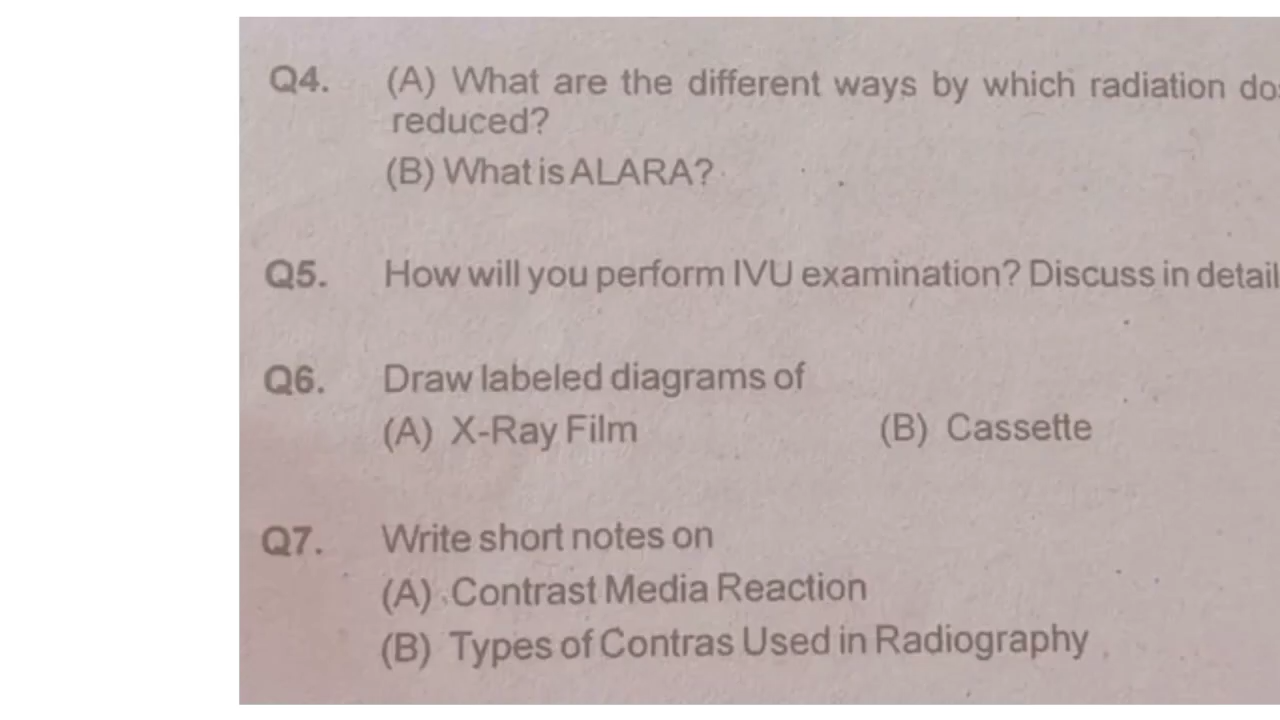 Q4. (A) What are the different ways by which radiation
reduced?
(B) What is ALARA?
Q5. How will you perform IVU examination? Discuss in detail
Q6. Draw labeled diagrams of
(A) X-Ray Film (B) Cassette
Q7. Write short notes on
(A) Contrast Media Reaction
(B) Types of Contras Used in Radiography